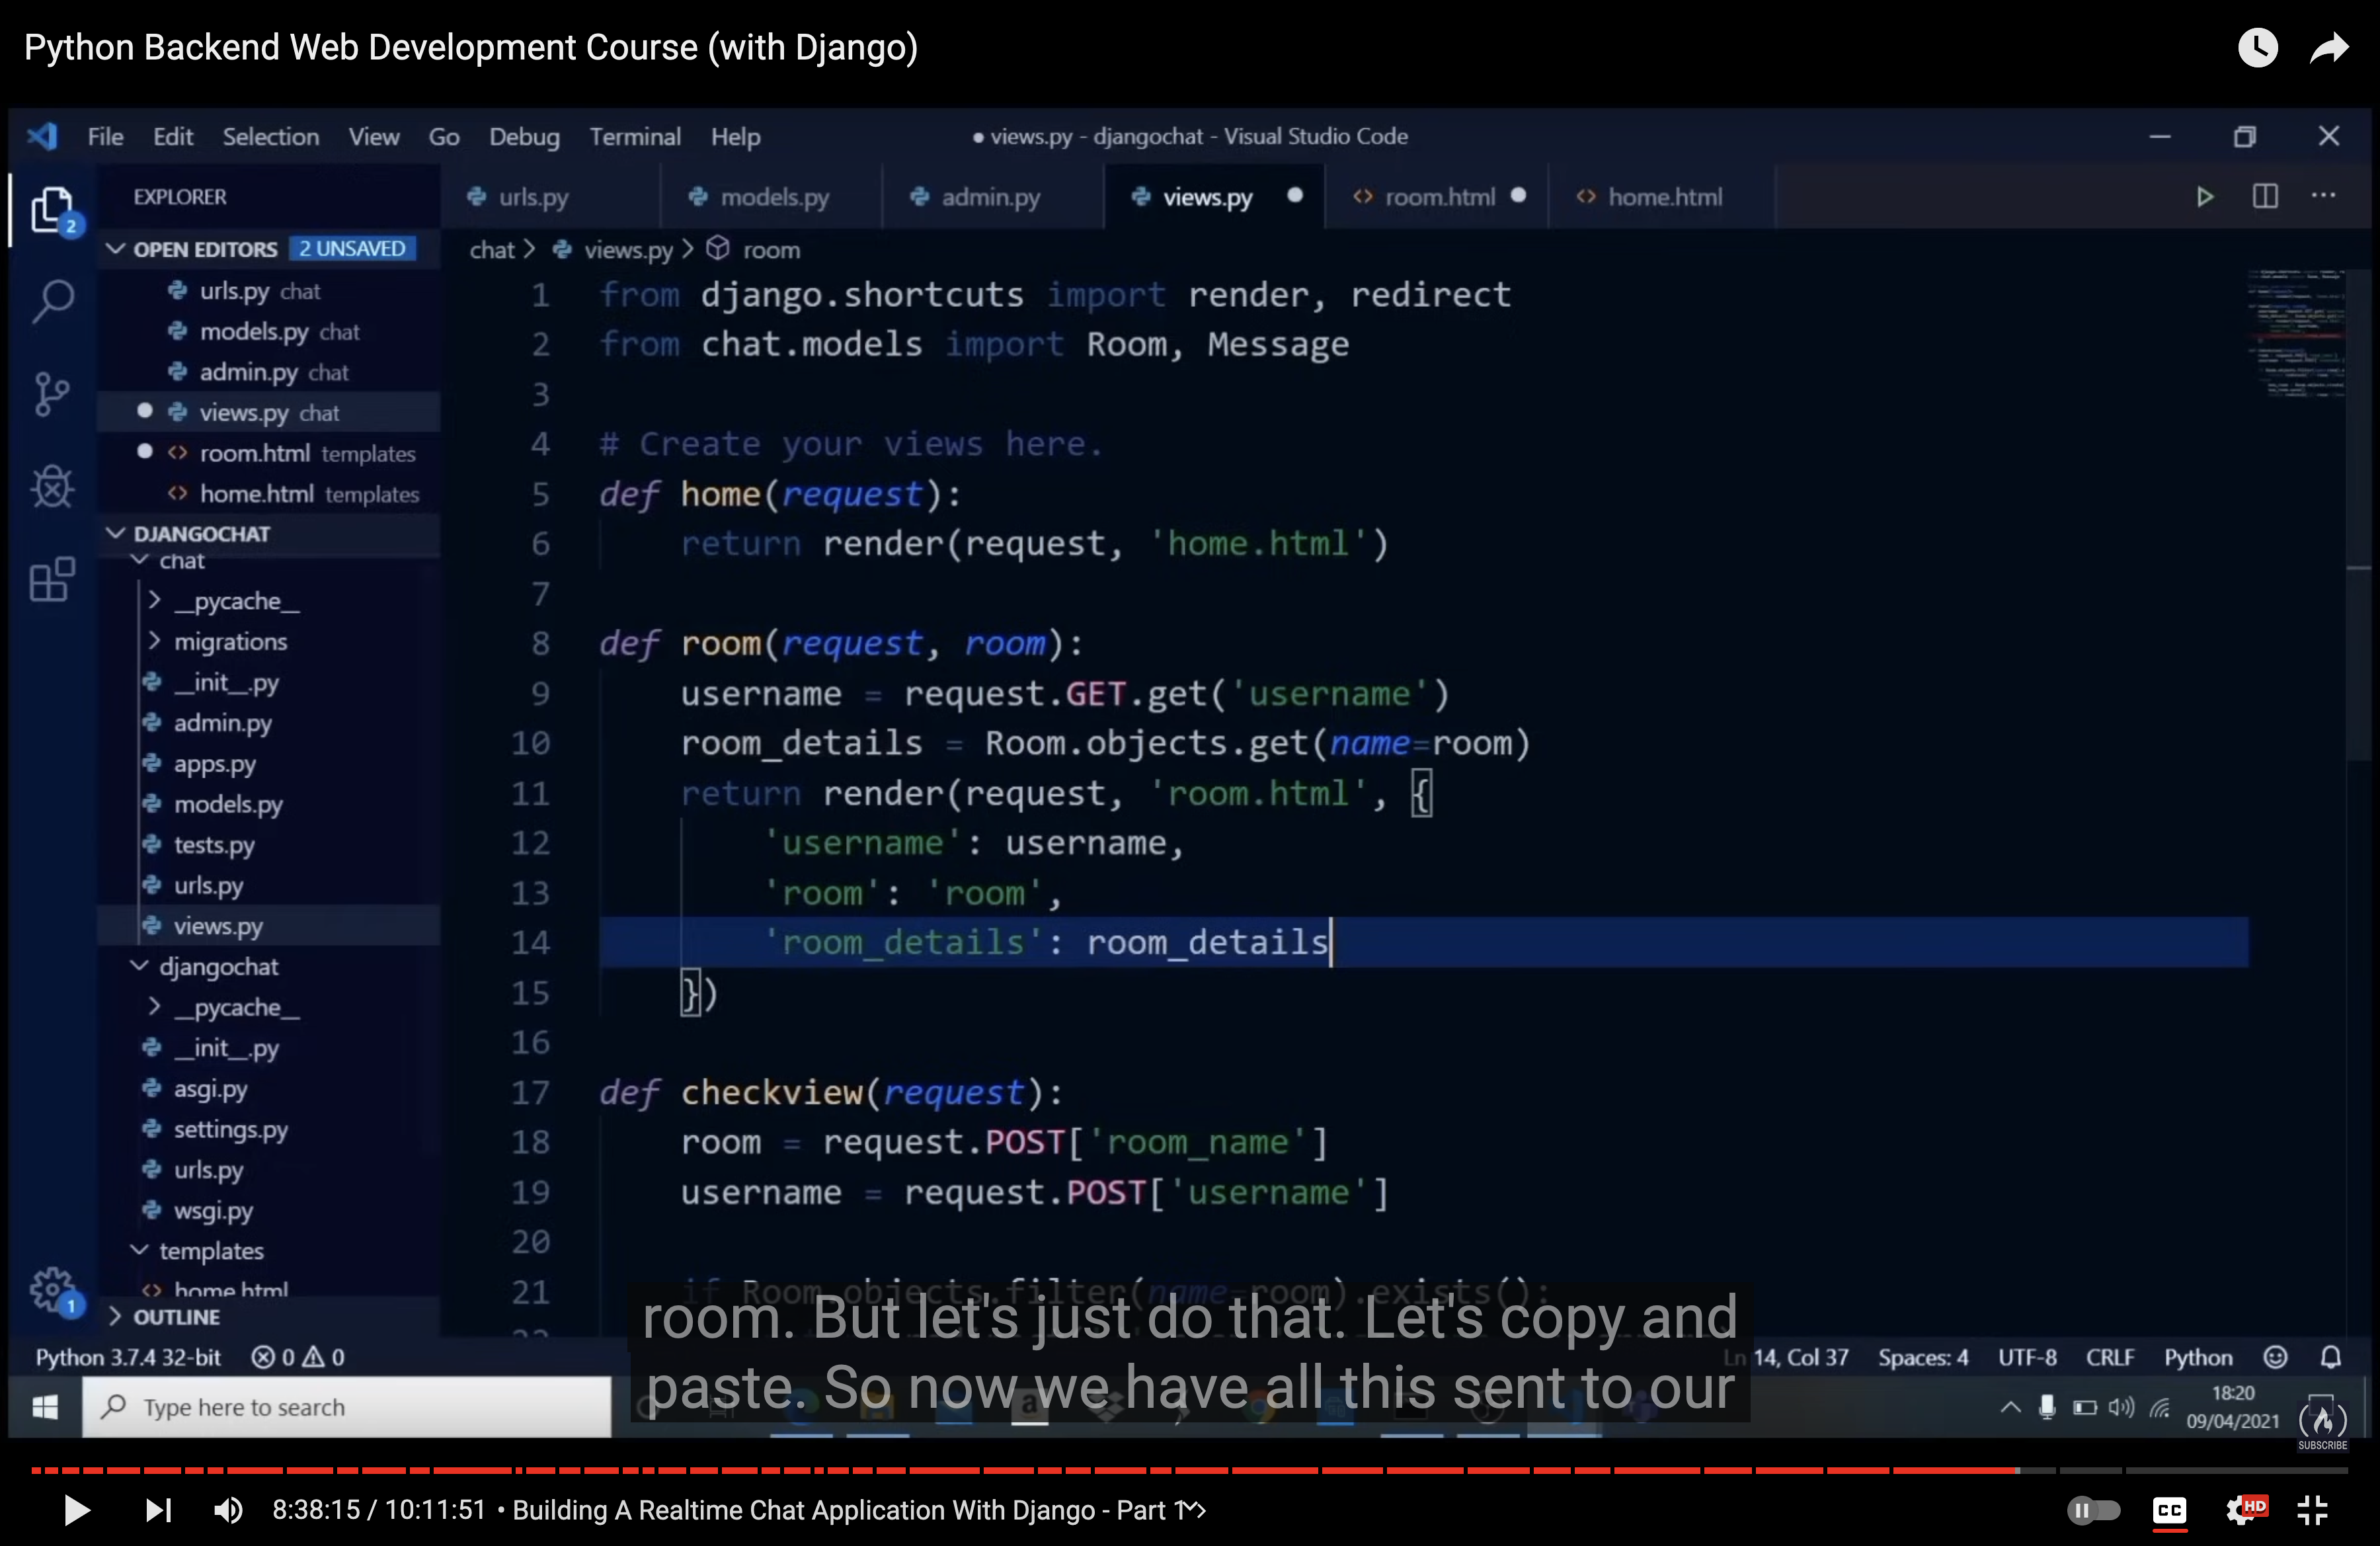 Python Backend Web Development Course (with Django)
File Edit Selection View Go Debug Terminal Help
● views.py - djangochat - Visual Studio Code
EXPLORER
urls.py models.py admin.py views.py room.html home.html
OPEN EDITORS 2 UNSAVED
urls.py chat
models.py chat
admin.py chat
views.py chat
room.html templates
home.html templates
DJANGOCHAT
chat
__pycache__
migrations
__init__.py
admin.py
apps.py
models.py
tests.py
urls.py
views.py
djangochat
__pycache__
__init__.py
asgi.py
settings.py
urls.py
wsgi.py
templates
home.html
OUTLINE
chat > views.py > room
1 from django.shortcuts import render, redirect
2 from chat.models import Room, Message
3
4 # Create your views here.
5 def home(request):
6     return render(request, 'home.html')
7
8 def room(request, room):
9     username = request.GET.get('username')
10     room_details = Room.objects.get(name=room)
11     return render(request, 'room.html', {
12         'username': username,
13         'room': 'room',
14         'room_details': room_details
15     })
16
17 def checkview(request):
18     room = request.POST['room_name']
19     username = request.POST['username']
20
21     if Room.objects.filter(name=room).exists():
room. But let's just do that. Let's copy and
paste. So now we have all this sent to our
Python 3.7.4 32-bit 0 0
Ln 14, Col 37 Spaces: 4 UTF-8 CRLF Python
Type here to search
18:20
09/04/2021
SUBSCRIBE
8:38:15 / 10:11:51 • Building A Realtime Chat Application With Django - Part 1
CC
HD